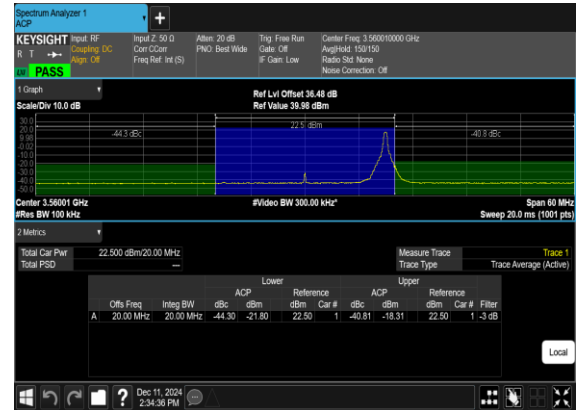 Spectrum Analyzer 1
ACP
KEYSIGHT
R T
LXI PASS
Input: RF
Coupling: DC
Align: Off
Input Z: 50 Ω
Corr CCorr
Freq Ref: Int (S)
Atten: 20 dB
PNO: Best Wide
Trig: Free Run
Gate: Off
IF Gain: Low
Center Freq: 3.560010000 GHz
Avg|Hold: 150/150
Radio Std: None
Noise Correction: Off
1 Graph
Scale/Div 10.0 dB
Ref Lvl Offset 36.48 dB
Ref Value 39.98 dBm
30.0
20.0
9.98
-0.02
-10.0
-20.0
-30.0
-40.0
-50.0
-44.3 dBc
22.5 dBm
-40.8 dBc
Center 3.56001 GHz
#Res BW 100 kHz
#Video BW 300.00 kHz*
Span 60 MHz
Sweep 20.0 ms (1001 pts)
2 Metrics
Total Car Pwr 22.500 dBm/20.00 MHz
Total PSD ---
Measure Trace Trace 1
Trace Type Trace Average (Active)
Lower Upper
ACP Reference ACP Reference
Offs Freq Integ BW dBc dBm dBm Car # dBc dBm dBm Car # Filter
A 20.00 MHz 20.00 MHz -44.30 -21.80 22.50 1 -40.81 -18.31 22.50 1 -3 dB
Local
?
Dec 11, 2024
2:34:36 PM